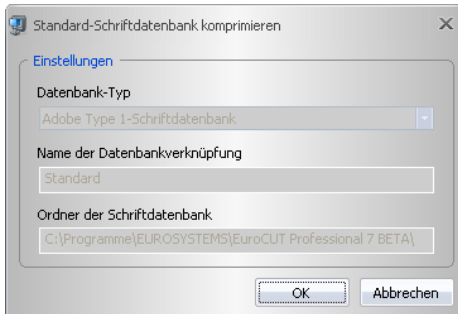 Standard-Schriftdatenbank komprimieren
Einstellungen
Datenbank-Typ
Adobe Type 1-Schriftdatenbank
Name der Datenbankverknüpfung
Standard
Ordner der Schriftdatenbank
C:\Programme\EUROSYSTEMS\EuroCUT Professional 7 BETA\
OK Abbrechen